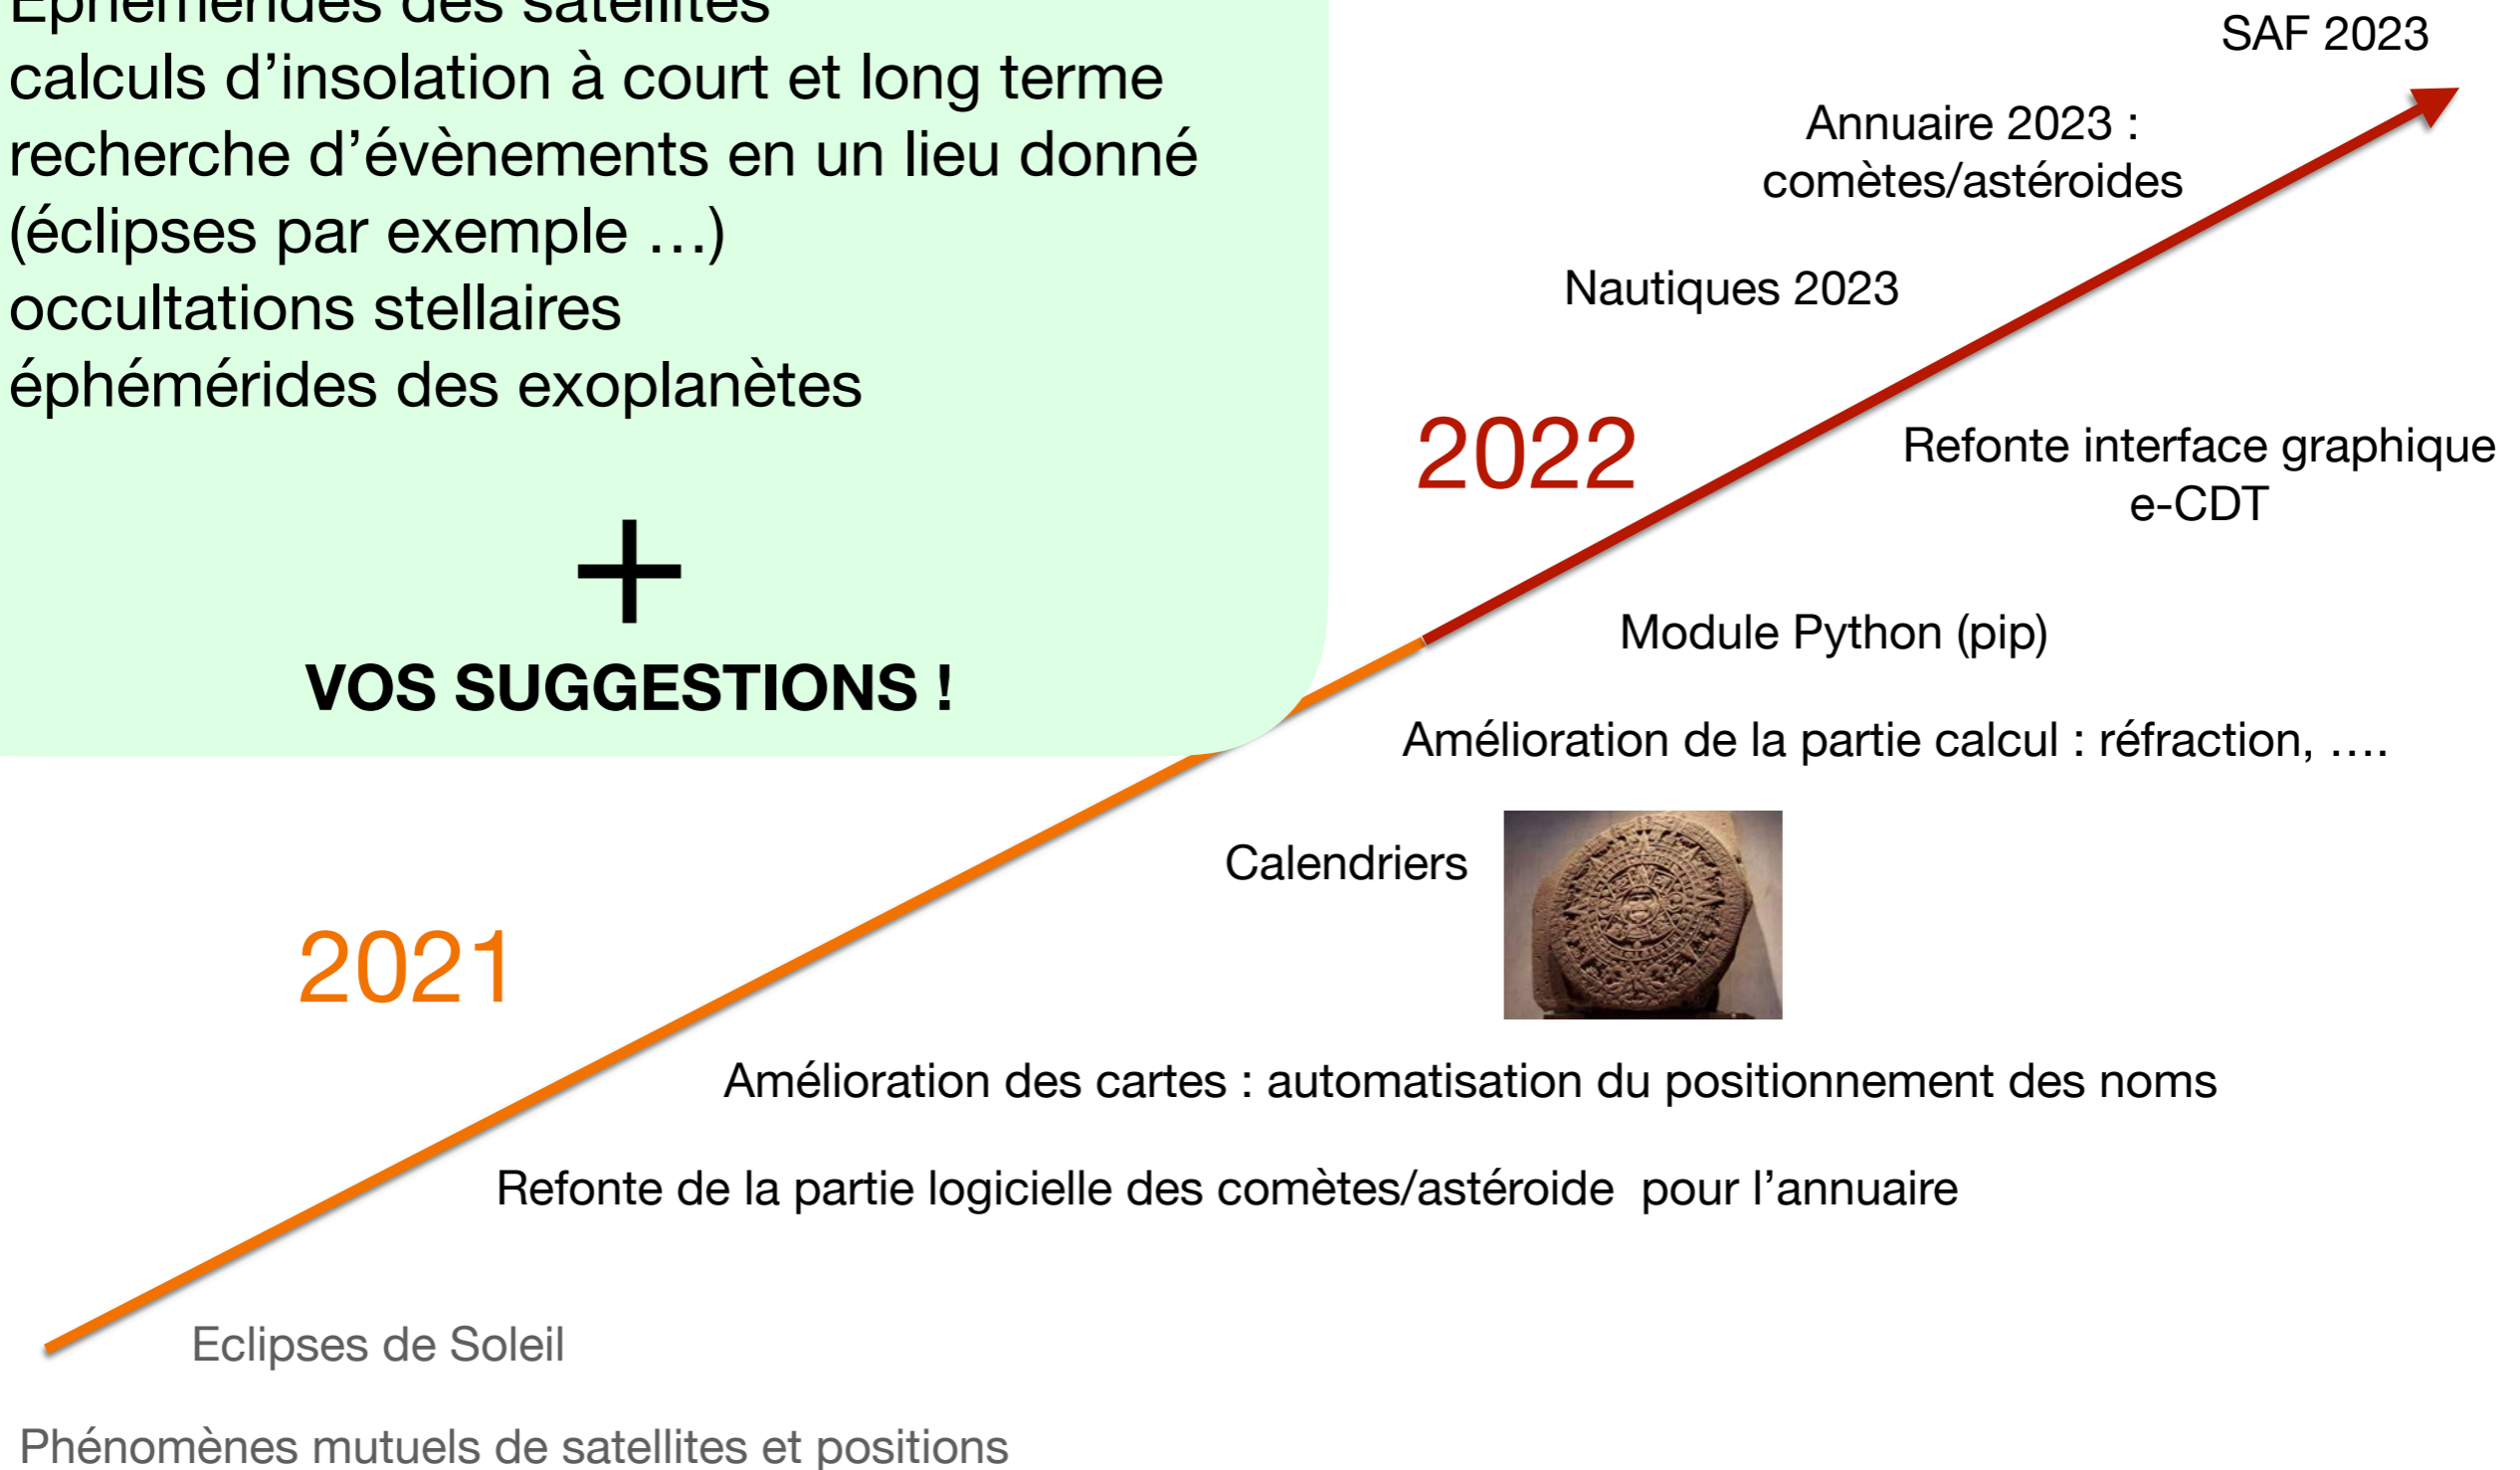 Ephémérides des satellites
calculs d’insolation à court et long terme
recherche d’évènements en un lieu donné
(éclipses par exemple …)
occultations stellaires
éphémérides des exoplanètes
+
VOS SUGGESTIONS !
SAF 2023
Annuaire 2023 :
comètes/astéroides
Nautiques 2023
2022
Refonte interface graphique
e-CDT
Module Python (pip)
Amélioration de la partie calcul : réfraction, ….
Calendriers
2021
Amélioration des cartes : automatisation du positionnement des noms
Refonte de la partie logicielle des comètes/astéroide  pour l’annuaire
Eclipses de Soleil
Phénomènes mutuels de satellites et positions